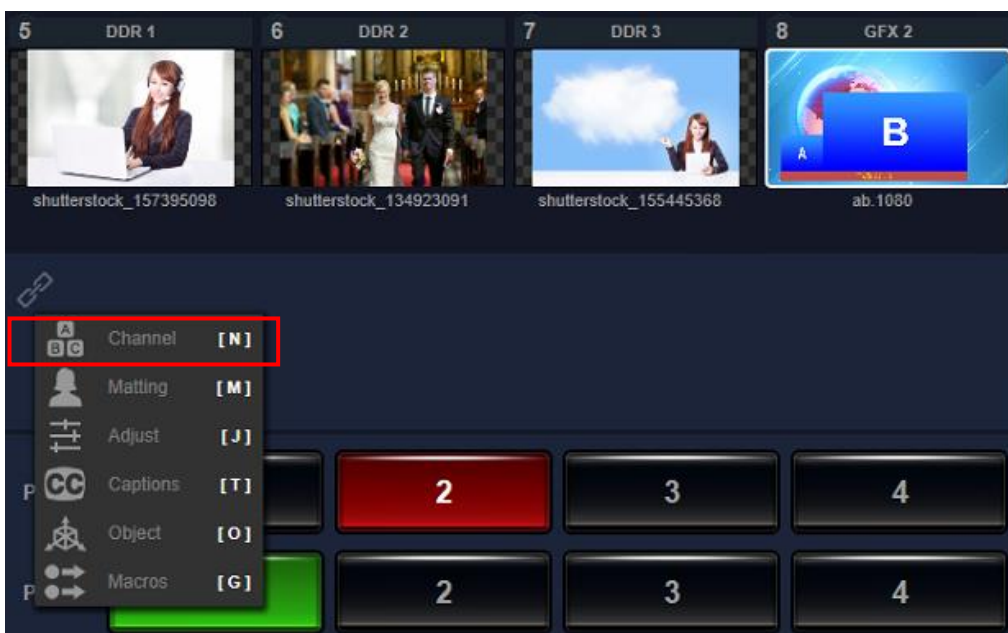 5 DDR 1 6 DDR 2 7 DDR 3 8 GFX 2
A B
shutterstock_157395098 shutterstock_134923091 shutterstock_155445368 ab.1080
A B C Channel [ N ]
Matting [ M ]
Adjust [ J ]
P CC Captions [ T ] 2 3 4
Object [ O ]
P Macros [ G ] 2 3 4